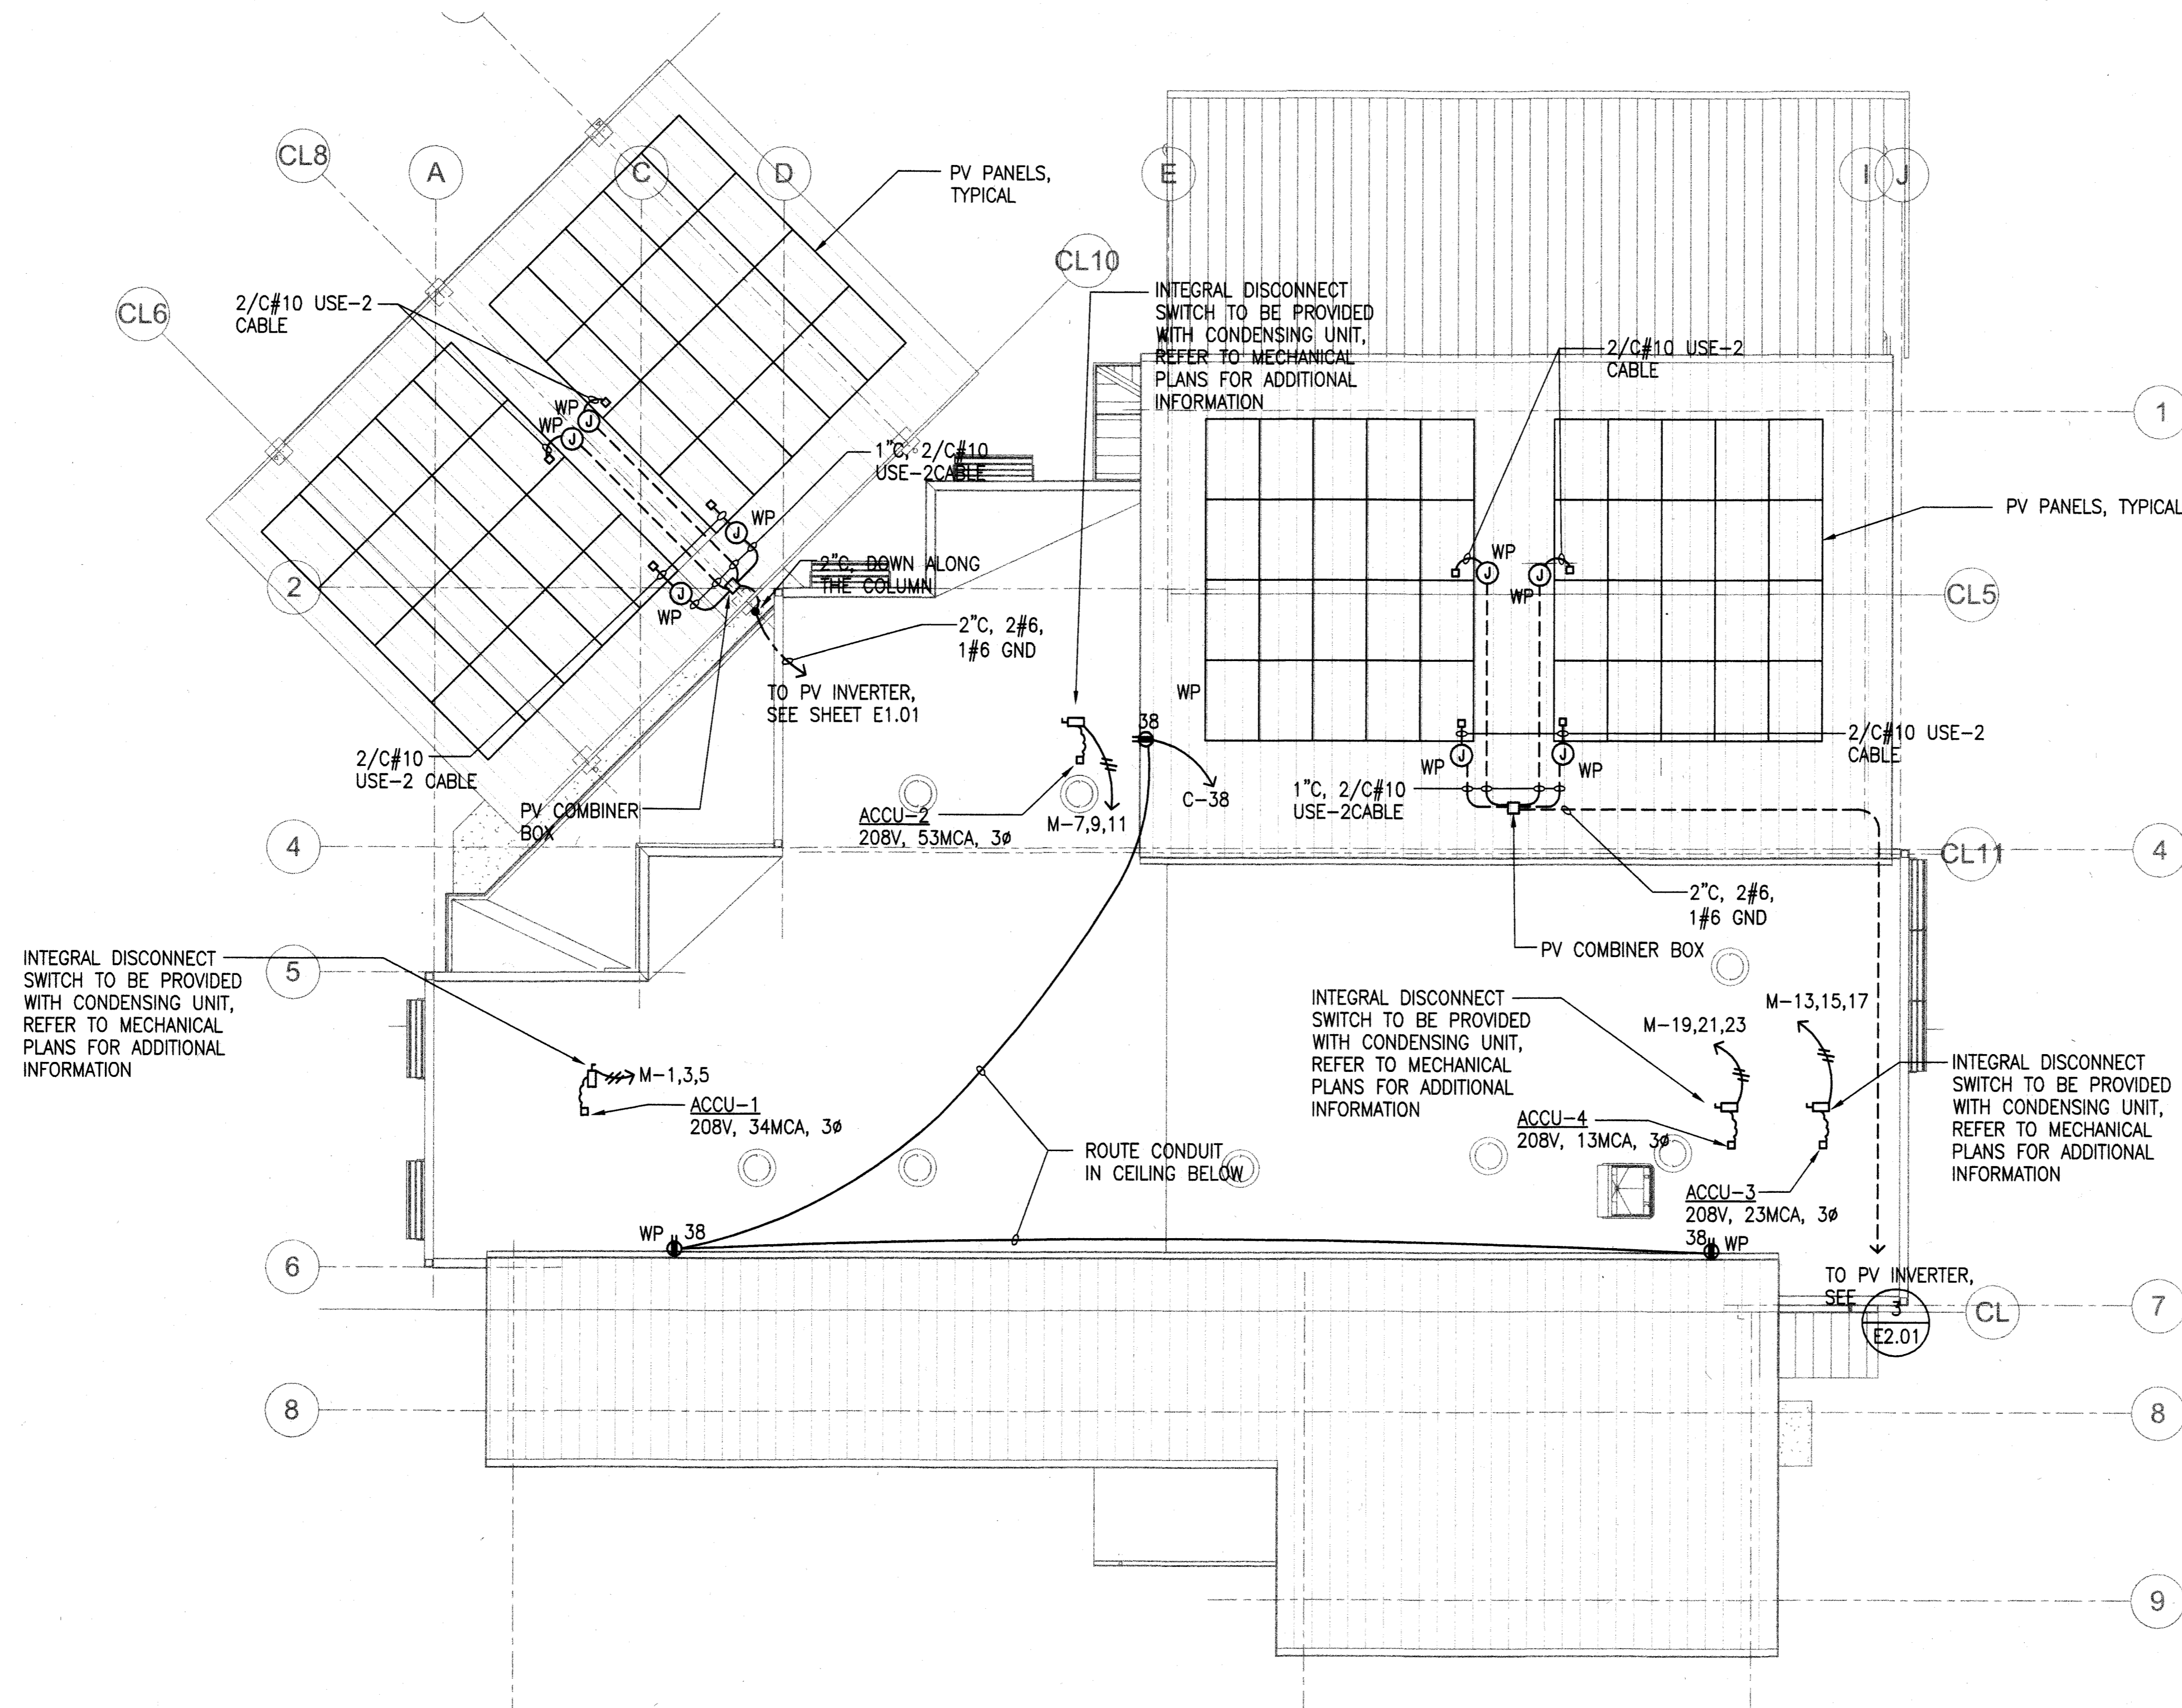 CL8
A
C
D
E
I
J
PV PANELS,
TYPICAL
CL10
CL6
2/C#10 USE-2
CABLE
INTEGRAL DISCONNECT
SWITCH TO BE PROVIDED
WITH CONDENSING UNIT,
REFER TO MECHANICAL
PLANS FOR ADDITIONAL
INFORMATION
2/C#10 USE-2
CABLE
1
WP
WP
1"C, 2/C#10
USE-2CABLE
PV PANELS, TYPICAL
WP
WP
WP
2"C, DOWN ALONG
THE COLUMN
2
CL5
WP
2"C, 2#6,
1#6 GND
TO PV INVERTER,
SEE SHEET E1.01
WP
38
2/C#10
USE-2 CABLE
2/C#10 USE-2
CABLE
WP
WP
1"C, 2/C#10
USE-2CABLE
C-38
PV COMBINER
BOX
ACCU-2
208V, 53MCA, 3ø
M-7,9,11
4
CL11
4
2"C, 2#6,
1#6 GND
PV COMBINER BOX
INTEGRAL DISCONNECT
SWITCH TO BE PROVIDED
WITH CONDENSING UNIT,
REFER TO MECHANICAL
PLANS FOR ADDITIONAL
INFORMATION
5
INTEGRAL DISCONNECT
SWITCH TO BE PROVIDED
WITH CONDENSING UNIT,
REFER TO MECHANICAL
PLANS FOR ADDITIONAL
INFORMATION
M-19,21,23
M-13,15,17
INTEGRAL DISCONNECT
SWITCH TO BE PROVIDED
WITH CONDENSING UNIT,
REFER TO MECHANICAL
PLANS FOR ADDITIONAL
INFORMATION
M-1,3,5
ACCU-1
208V, 34MCA, 3ø
ACCU-4
208V, 13MCA, 3ø
ROUTE CONDUIT
IN CEILING BELOW
ACCU-3
208V, 23MCA, 3ø
WP 38
38 WP
6
TO PV INVERTER,
SEE
3
E2.01
CL
7
8
8
9
J
J
J
J
J
J
J
J